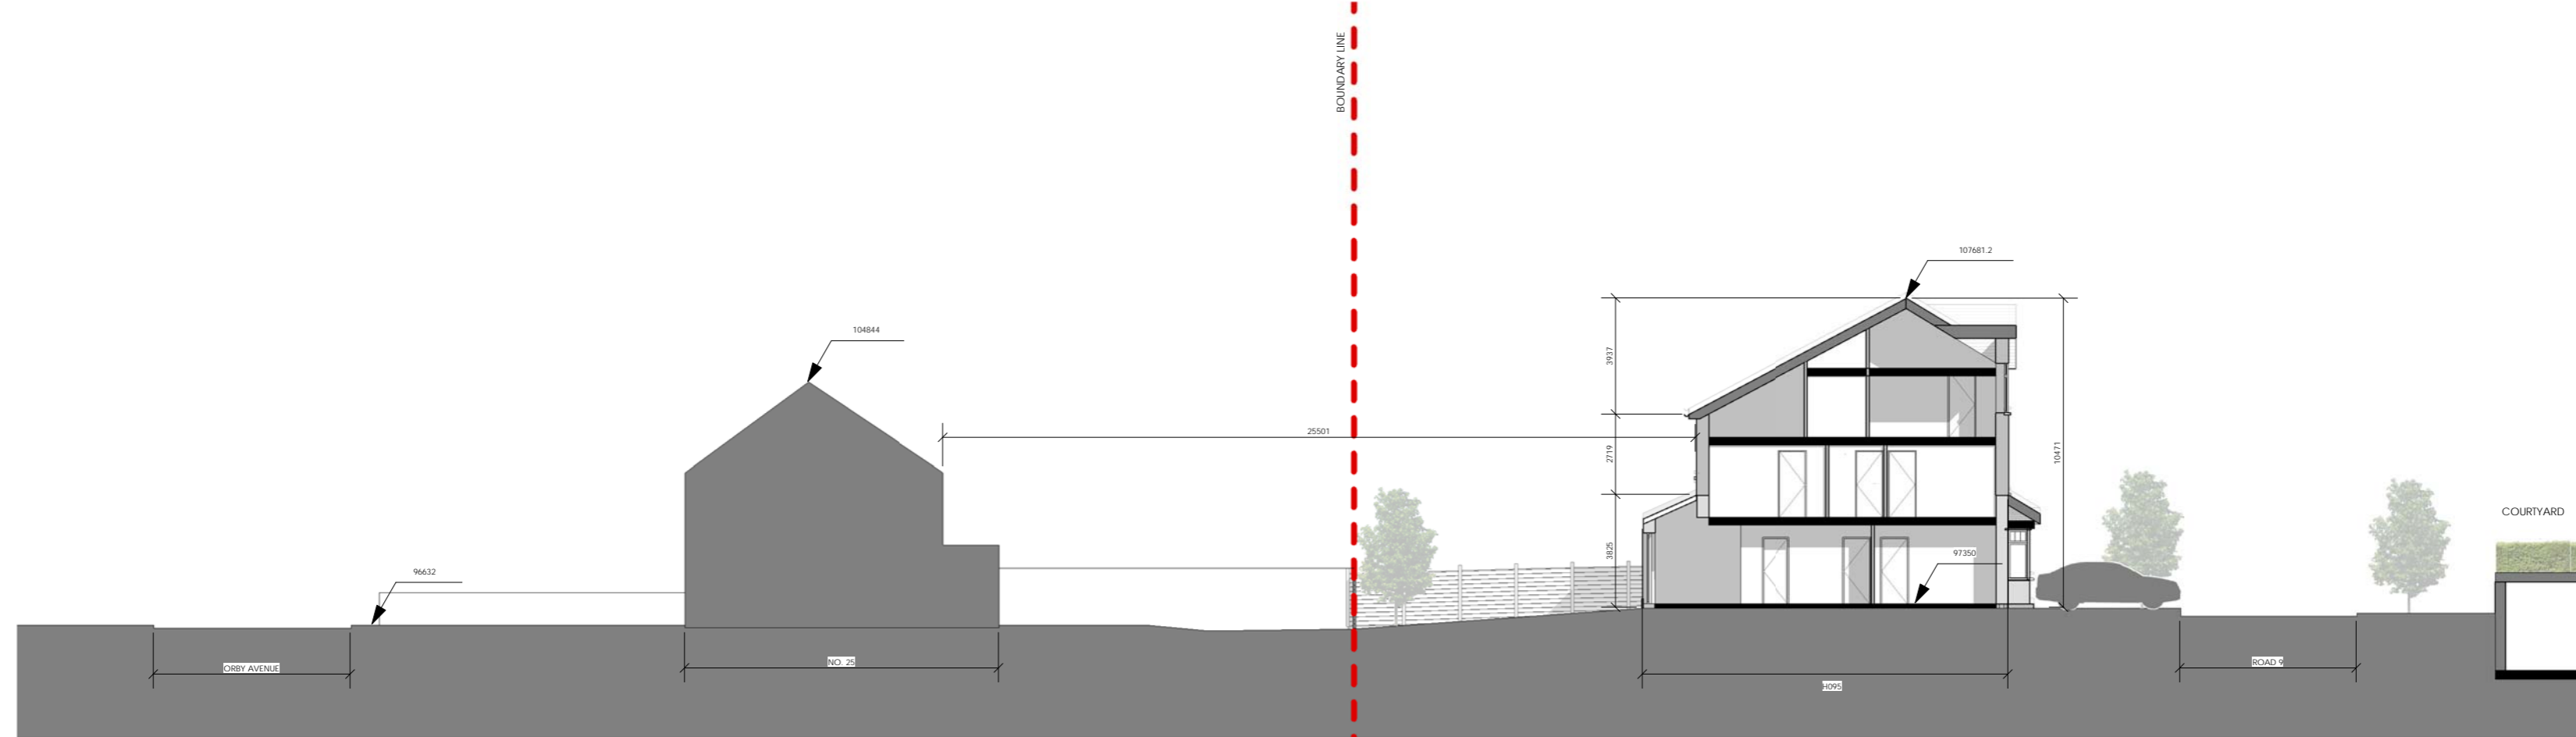 BOUNDARY LINE
107681.2
104844
3937
25501
2719
10471
COURTYARD
3825
97350
96632
ORBY AVENUE
NO. 25
ROAD 9
H095